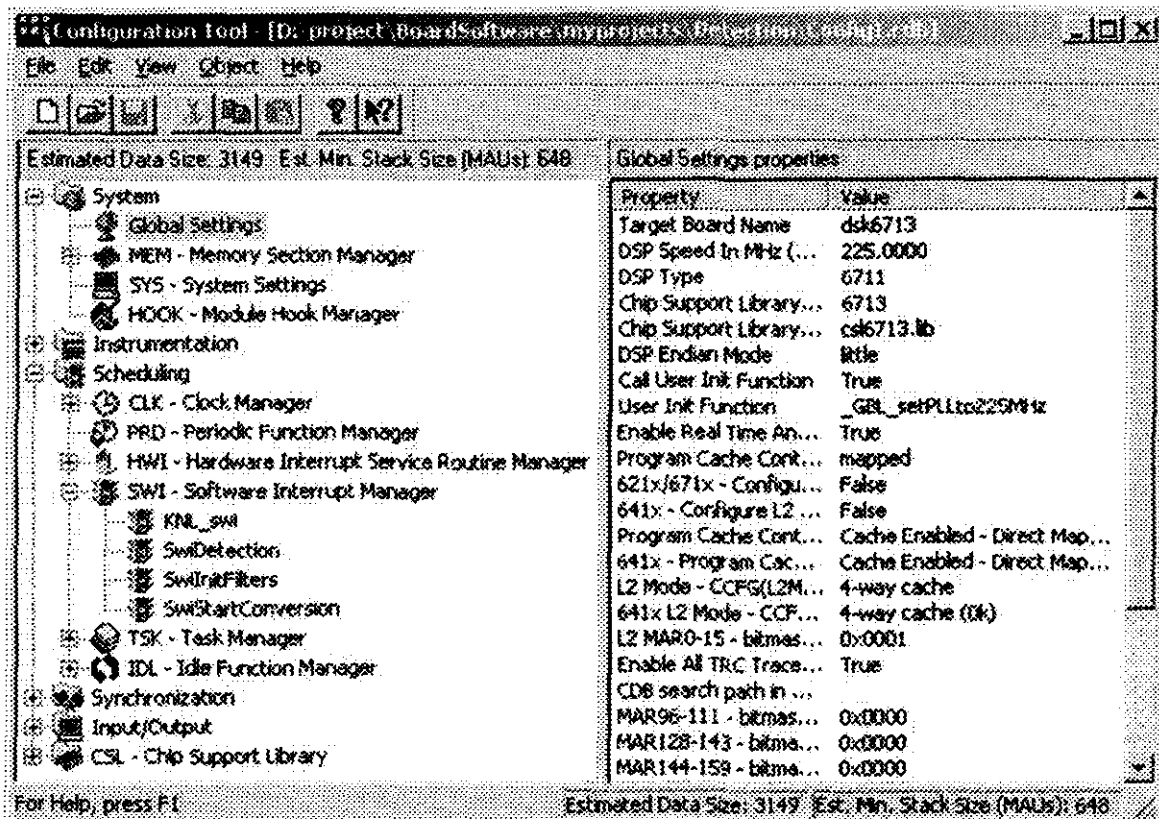 Configuration Tool - [D:\project\BoardSoftware\myprojects\Detection\Config1.cdb]
File Edit View Object Help
Estimated Data Size: 3149 Est. Min. Stack Size (MAUs): 648
System
Global Settings
MEM - Memory Section Manager
SYS - System Settings
HOOK - Module Hook Manager
Instrumentation
Scheduling
CLK - Clock Manager
PRD - Periodic Function Manager
HWI - Hardware Interrupt Service Routine Manager
SWI - Software Interrupt Manager
KNL_swi
SwiDetection
SwiInitFilters
SwiStartConversion
TSK - Task Manager
IDL - Idle Function Manager
Synchronization
Input/Output
CSL - Chip Support Library
Global Settings properties
Property Value
Target Board Name dsk6713
DSP Speed In MHz (... 225.0000
DSP Type 6711
Chip Support Library... 6713
Chip Support Library... csl6713.lib
DSP Endian Mode little
Call User Init Function True
User Init Function _GBL_setPLLto225MHz
Enable Real Time An... True
Program Cache Cont... mapped
621x/671x - Configu... False
641x - Configure L2 ... False
Program Cache Cont... Cache Enabled - Direct Map...
641x - Program Cac... Cache Enabled - Direct Map...
L2 Mode - CCFG(L2M... 4-way cache
641x L2 Mode - CCF... 4-way cache (0k)
L2 MAR0-15 - bitmas... 0x0001
Enable All TRC Trace... True
CDB search path in ...
MAR96-111 - bitmas... 0x0000
MAR128-143 - bitma... 0x0000
MAR144-159 - bitma... 0x0000
For Help, press F1
Estimated Data Size: 3149 Est. Min. Stack Size (MAUs): 648